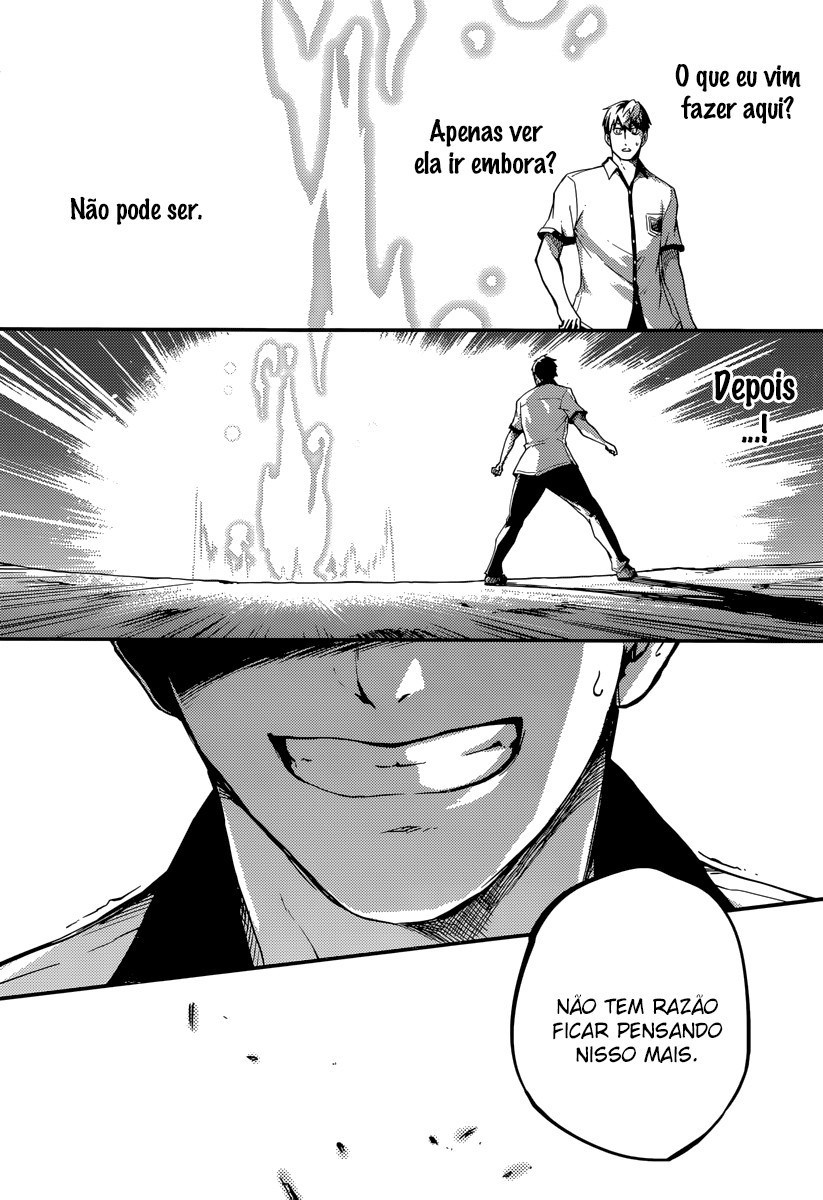 O que eu vim
fazer aqui?
Apenas ver
ela ir embora?
Não pode ser.
Depois
...!
NÃO TEM RAZÃO
FICAR PENSANDO
NISSO MAIS.